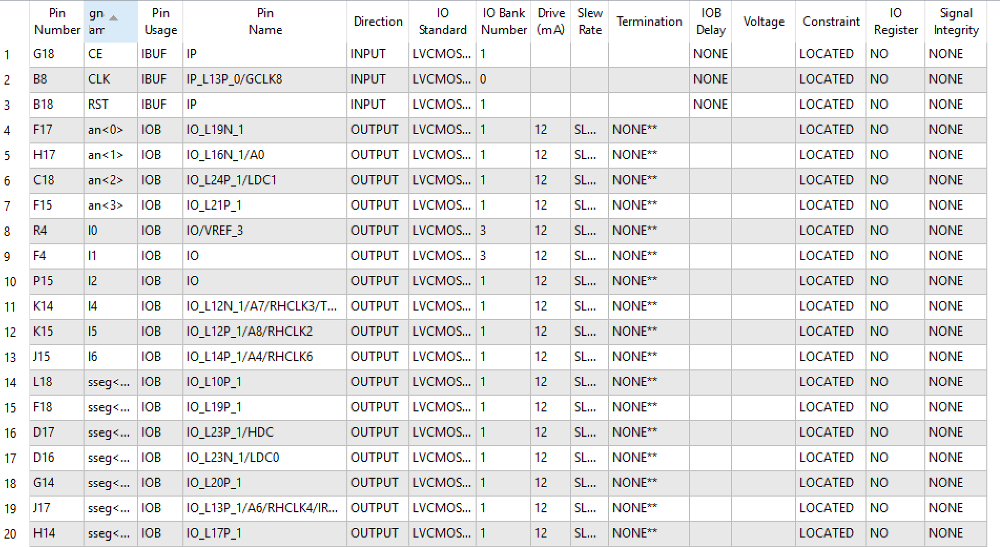 Pin Number gn am Pin Usage Pin Name Direction IO Standard IO Bank Number Drive (mA) Slew Rate Termination IOB Delay Voltage Constraint IO Register Signal Integrity
1 G18 CE IBUF IP INPUT LVCMOS... 1 NONE LOCATED NO NONE
2 B8 CLK IBUF IP_L13P_0/GCLK8 INPUT LVCMOS... 0 NONE LOCATED NO NONE
3 B18 RST IBUF IP INPUT LVCMOS... 1 NONE LOCATED NO NONE
4 F17 an<0> IOB IO_L19N_1 OUTPUT LVCMOS... 1 12 SL... NONE** LOCATED NO NONE
5 H17 an<1> IOB IO_L16N_1/A0 OUTPUT LVCMOS... 1 12 SL... NONE** LOCATED NO NONE
6 C18 an<2> IOB IO_L24P_1/LDC1 OUTPUT LVCMOS... 1 12 SL... NONE** LOCATED NO NONE
7 F15 an<3> IOB IO_L21P_1 OUTPUT LVCMOS... 1 12 SL... NONE** LOCATED NO NONE
8 R4 l0 IOB IO/VREF_3 OUTPUT LVCMOS... 3 12 SL... NONE** LOCATED NO NONE
9 F4 l1 IOB IO OUTPUT LVCMOS... 3 12 SL... NONE** LOCATED NO NONE
10 P15 l2 IOB IO OUTPUT LVCMOS... 1 12 SL... NONE** LOCATED NO NONE
11 K14 l4 IOB IO_L12N_1/A7/RHCLK3/T... OUTPUT LVCMOS... 1 12 SL... NONE** LOCATED NO NONE
12 K15 l5 IOB IO_L12P_1/A8/RHCLK2 OUTPUT LVCMOS... 1 12 SL... NONE** LOCATED NO NONE
13 J15 l6 IOB IO_L14P_1/A4/RHCLK6 OUTPUT LVCMOS... 1 12 SL... NONE** LOCATED NO NONE
14 L18 sseg<... IOB IO_L10P_1 OUTPUT LVCMOS... 1 12 SL... NONE** LOCATED NO NONE
15 F18 sseg<... IOB IO_L19P_1 OUTPUT LVCMOS... 1 12 SL... NONE** LOCATED NO NONE
16 D17 sseg<... IOB IO_L23P_1/HDC OUTPUT LVCMOS... 1 12 SL... NONE** LOCATED NO NONE
17 D16 sseg<... IOB IO_L23N_1/LDC0 OUTPUT LVCMOS... 1 12 SL... NONE** LOCATED NO NONE
18 G14 sseg<... IOB IO_L20P_1 OUTPUT LVCMOS... 1 12 SL... NONE** LOCATED NO NONE
19 J17 sseg<... IOB IO_L13P_1/A6/RHCLK4/IR... OUTPUT LVCMOS... 1 12 SL... NONE** LOCATED NO NONE
20 H14 sseg<... IOB IO_L17P_1 OUTPUT LVCMOS... 1 12 SL... NONE** LOCATED NO NONE